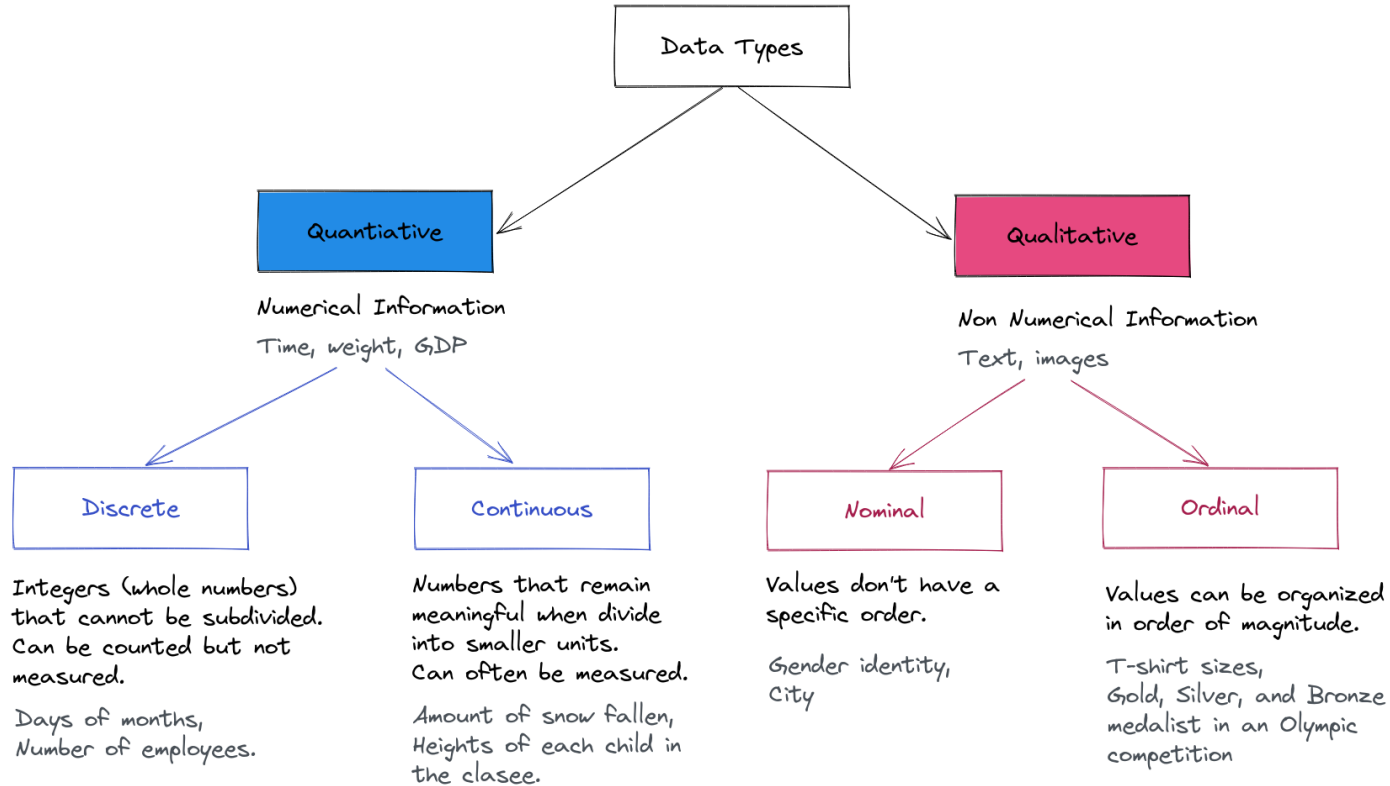 Data Types
Quantiative
Numerical Information
Time, weight, GDP
Qualitative
Non Numerical Information
Text, images
Discrete
Integers (whole numbers)
that cannot be subdivided.
Can be counted but not
measured.
Days of months,
Number of employees.
Continuous
Numbers that remain
meaningful when divide
into smaller units.
Can often be measured.
Amount of snow fallen,
Heights of each child in
the clasee.
Nominal
Values don't have a
specific order.
Gender identity,
City
Ordinal
Values can be organized
in order of magnitude.
T-shirt sizes,
Gold, Silver, and Bronze
medalist in an Olympic
competition